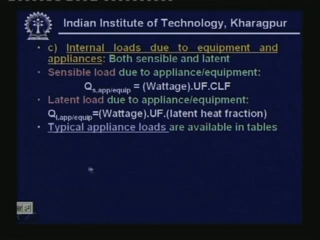 Indian Institute of Technology, Kharagpur
• c) Internal loads due to equipment and
appliances: Both sensible and latent
• Sensible load due to appliance/equipment:
Qs,app/equip = (Wattage).UF.CLF
• Latent load due to appliance/equipment:
Ql,app/equip=(Wattage).UF.(latent heat fraction)
• Typical appliance loads are available in tables